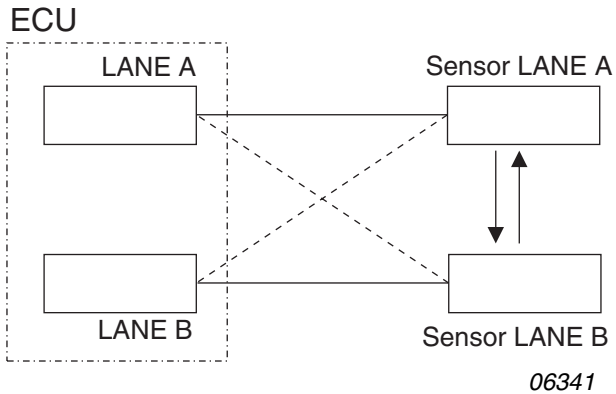 ECU
LANE A
Sensor LANE A
LANE B
Sensor LANE B
06341